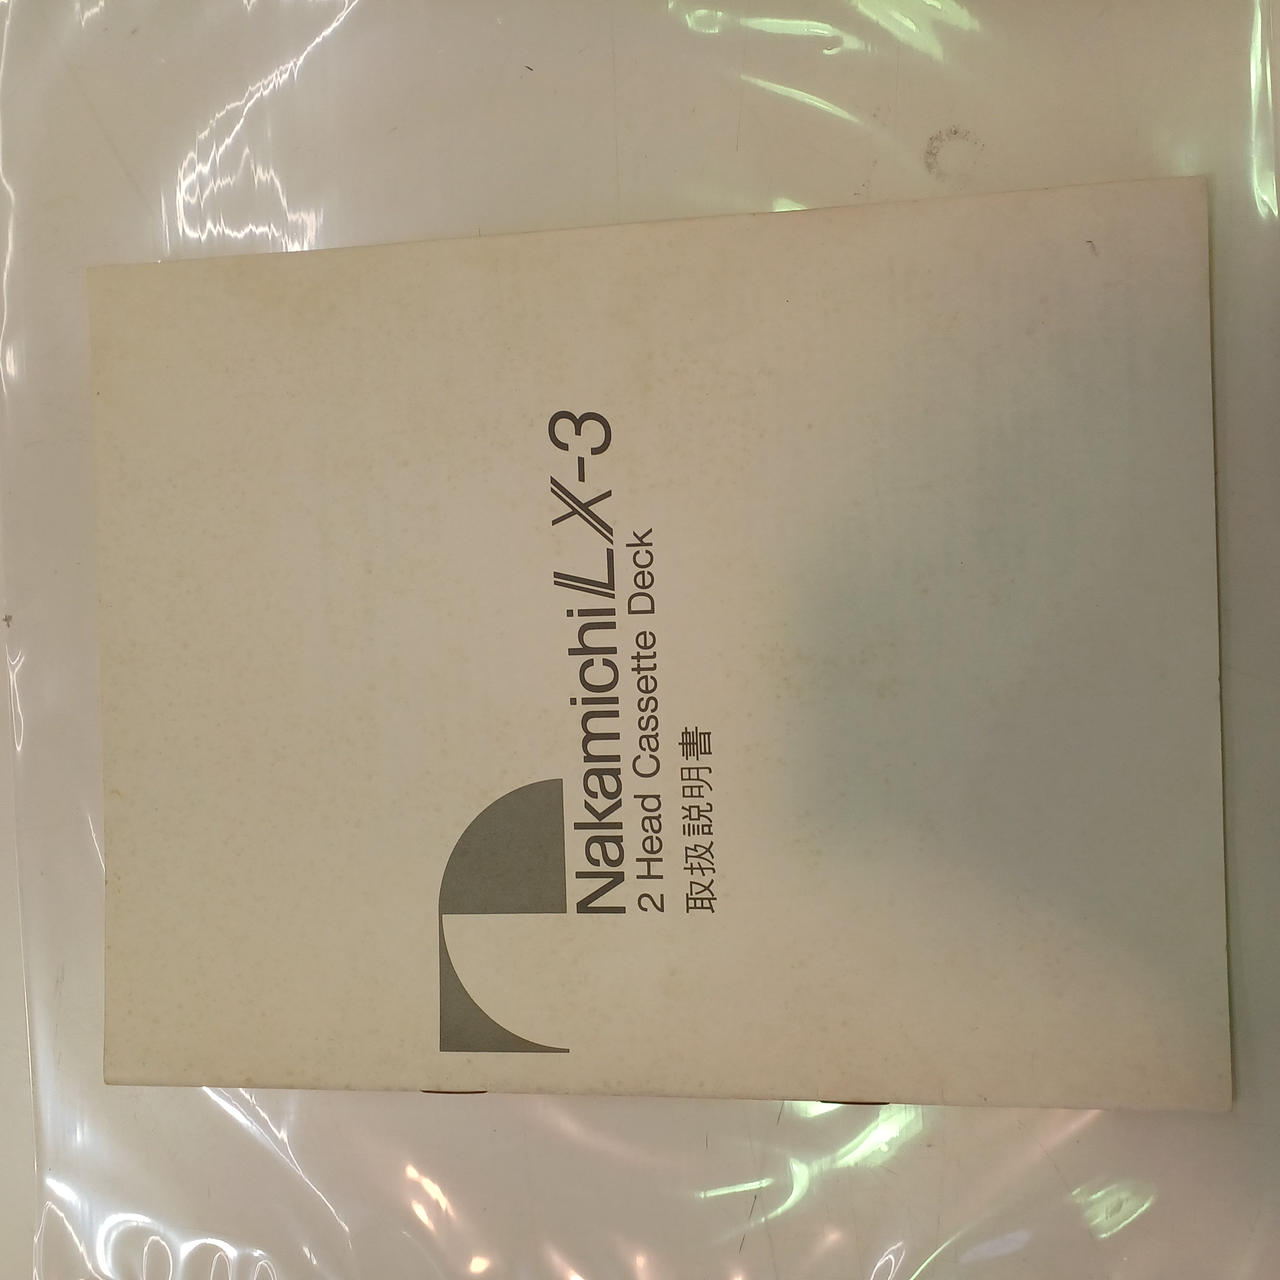 Nakamichi LX-3
2 Head Cassette Deck
取扱説明書